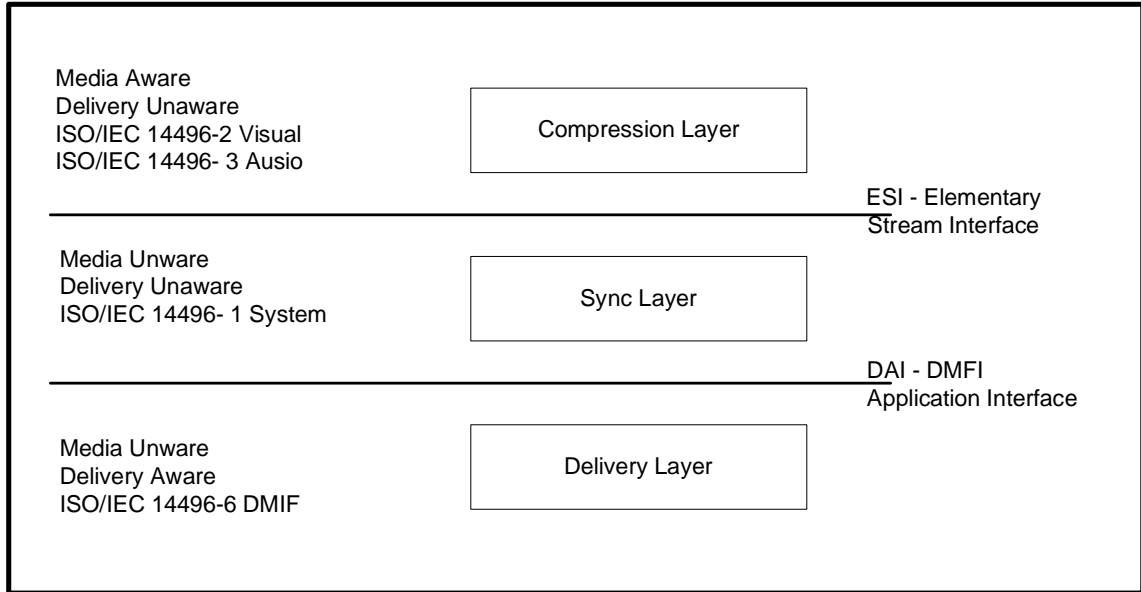 Media Aware
Delivery Unaware
ISO/IEC 14496-2 Visual
ISO/IEC 14496- 3 Ausio
Compression Layer
ESI - Elementary
Stream Interface
Media Unware
Delivery Unaware
ISO/IEC 14496- 1 System
Sync Layer
DAI - DMFI
Application Interface
Media Unware
Delivery Aware
ISO/IEC 14496-6 DMIF
Delivery Layer